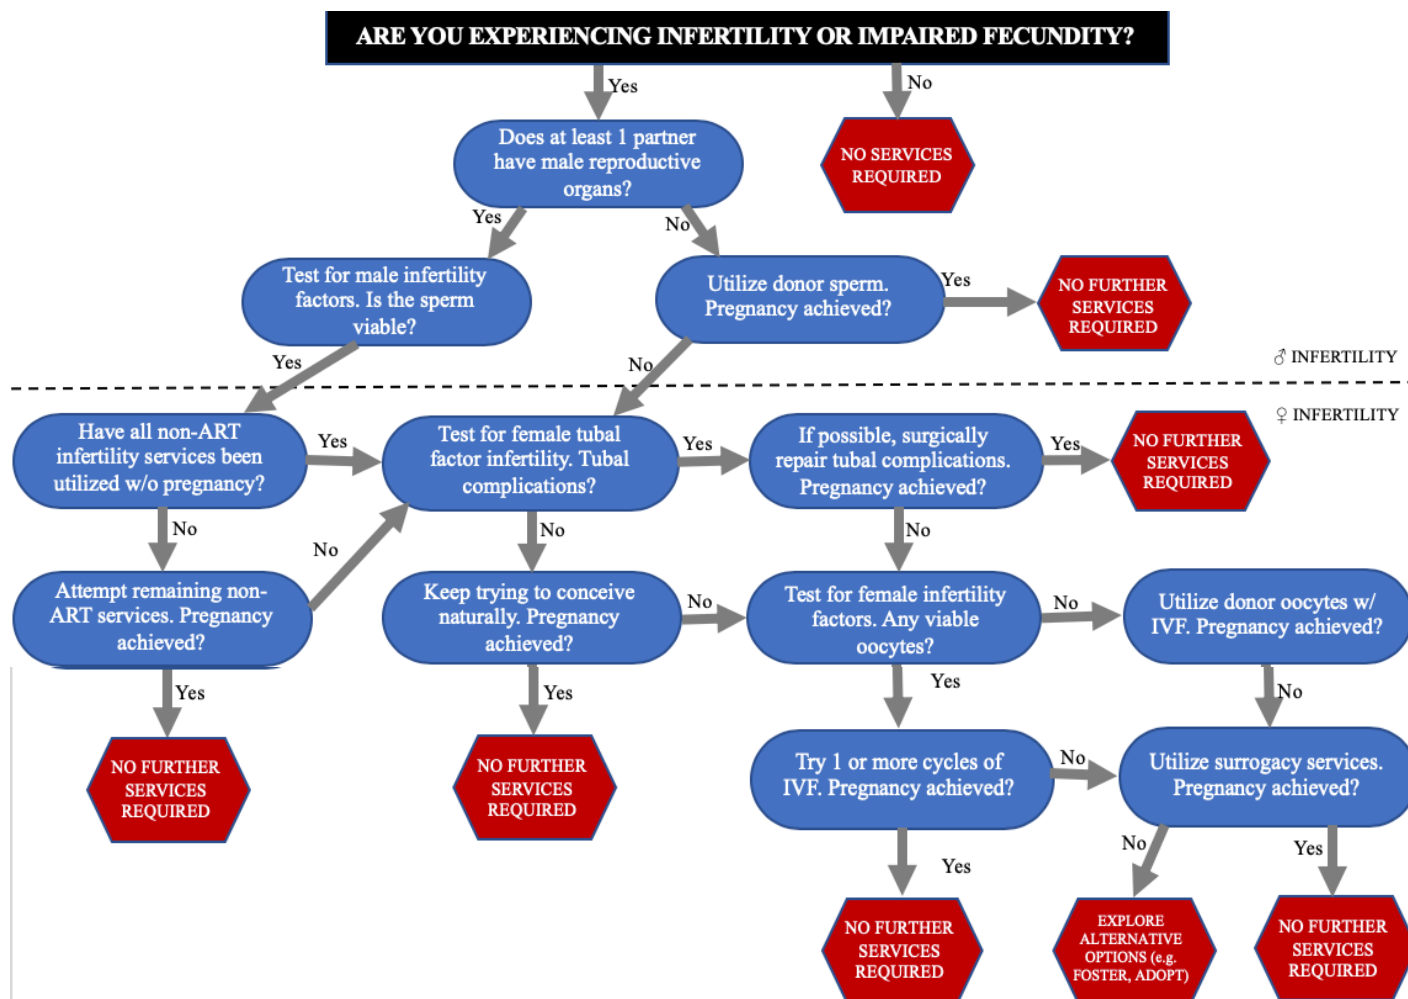 ARE YOU EXPERIENCING INFERTILITY OR IMPAIRED FECUNDITY?
Yes
No
Does at least 1 partner
have male reproductive
organs?
NO SERVICES
REQUIRED
Yes
No
Test for male infertility
factors. Is the sperm
viable?
Utilize donor sperm.
Pregnancy achieved?
Yes
NO FURTHER
SERVICES
REQUIRED
Yes
No
♂ INFERTILITY
♀ INFERTILITY
Have all non-ART
infertility services been
utilized w/o pregnancy?
Yes
Test for female tubal
factor infertility. Tubal
complications?
Yes
If possible, surgically
repair tubal complications.
Pregnancy achieved?
Yes
NO FURTHER
SERVICES
REQUIRED
No
No
No
No
Attempt remaining non-
ART services. Pregnancy
achieved?
Keep trying to conceive
naturally. Pregnancy
achieved?
No
Test for female infertility
factors. Any viable
oocytes?
No
Utilize donor oocytes w/
IVF. Pregnancy achieved?
Yes
Yes
Yes
No
NO FURTHER
SERVICES
REQUIRED
NO FURTHER
SERVICES
REQUIRED
Try 1 or more cycles of
IVF. Pregnancy achieved?
No
Utilize surrogacy services.
Pregnancy achieved?
Yes
No
Yes
NO FURTHER
SERVICES
REQUIRED
EXPLORE
ALTERNATIVE
OPTIONS (e.g.
FOSTER, ADOPT)
NO FURTHER
SERVICES
REQUIRED